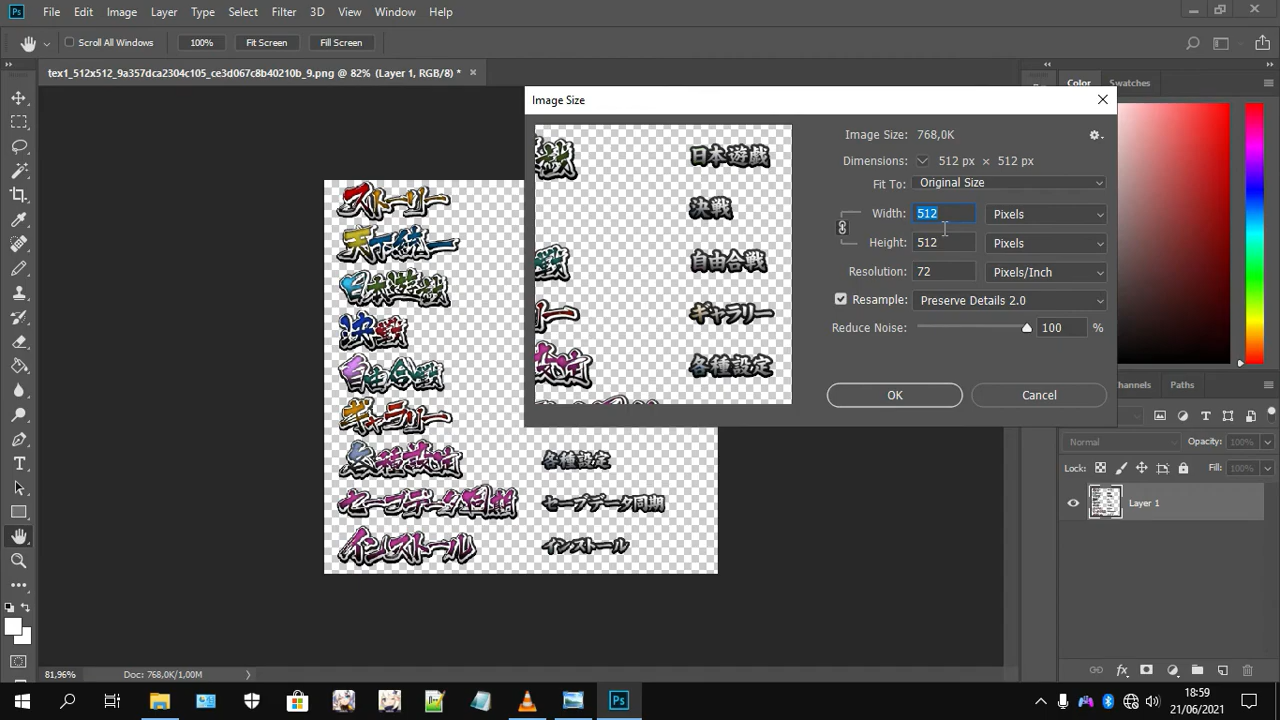 Ps File Edit Image Layer Type Select Filter 3D View Window Help
Scroll All Windows 100% Fit Screen Fill Screen
tex1_512x512_9a357dca2304c105_ce3d067c8b40210b_9.png @ 82% (Layer 1, RGB/8) *
Color Swatches
Image Size
Image Size: 768,0K
Dimensions: 512 px × 512 px
Fit To: Original Size
Width: 512 Pixels
Height: 512 Pixels
Resolution: 72 Pixels/Inch
Resample: Preserve Details 2.0
Reduce Noise: 100 %
OK Cancel
日本遊戯
決戦
自由合戦
ギャラリー
各種設定
ストーリー
天下統一
日本遊戯
決戦
自由合戦
ギャラリー
各種設定 各種設定
セーブデータ同期 セーブデータ同期
インストール インストール
hannels Paths
Normal Opacity: 100%
Lock: Fill: 100%
Layer 1
81,96% Doc: 768,0K/1,00M
Ps
18:59
21/06/2021